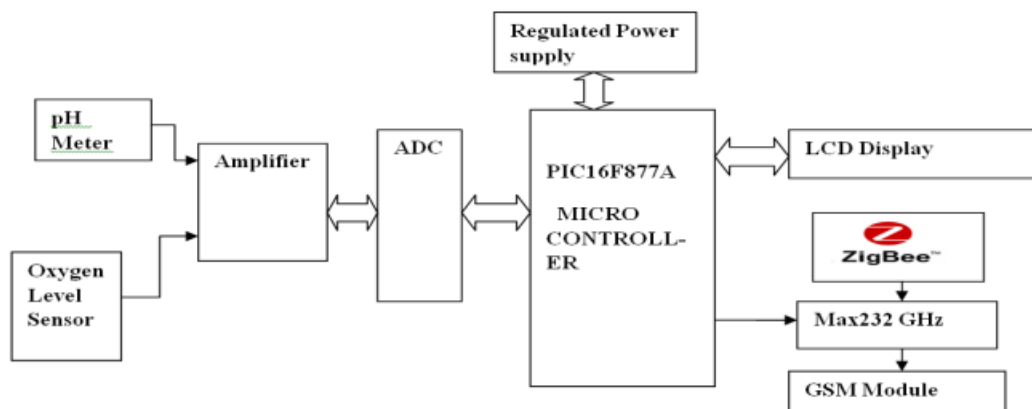 Regulated Power
supply
pH
Meter
Amplifier
ADC
PIC16F877A
MICRO
CONTROLL-
ER
LCD Display
Z
ZigBee™
Oxygen
Level
Sensor
Max232 GHz
GSM Module